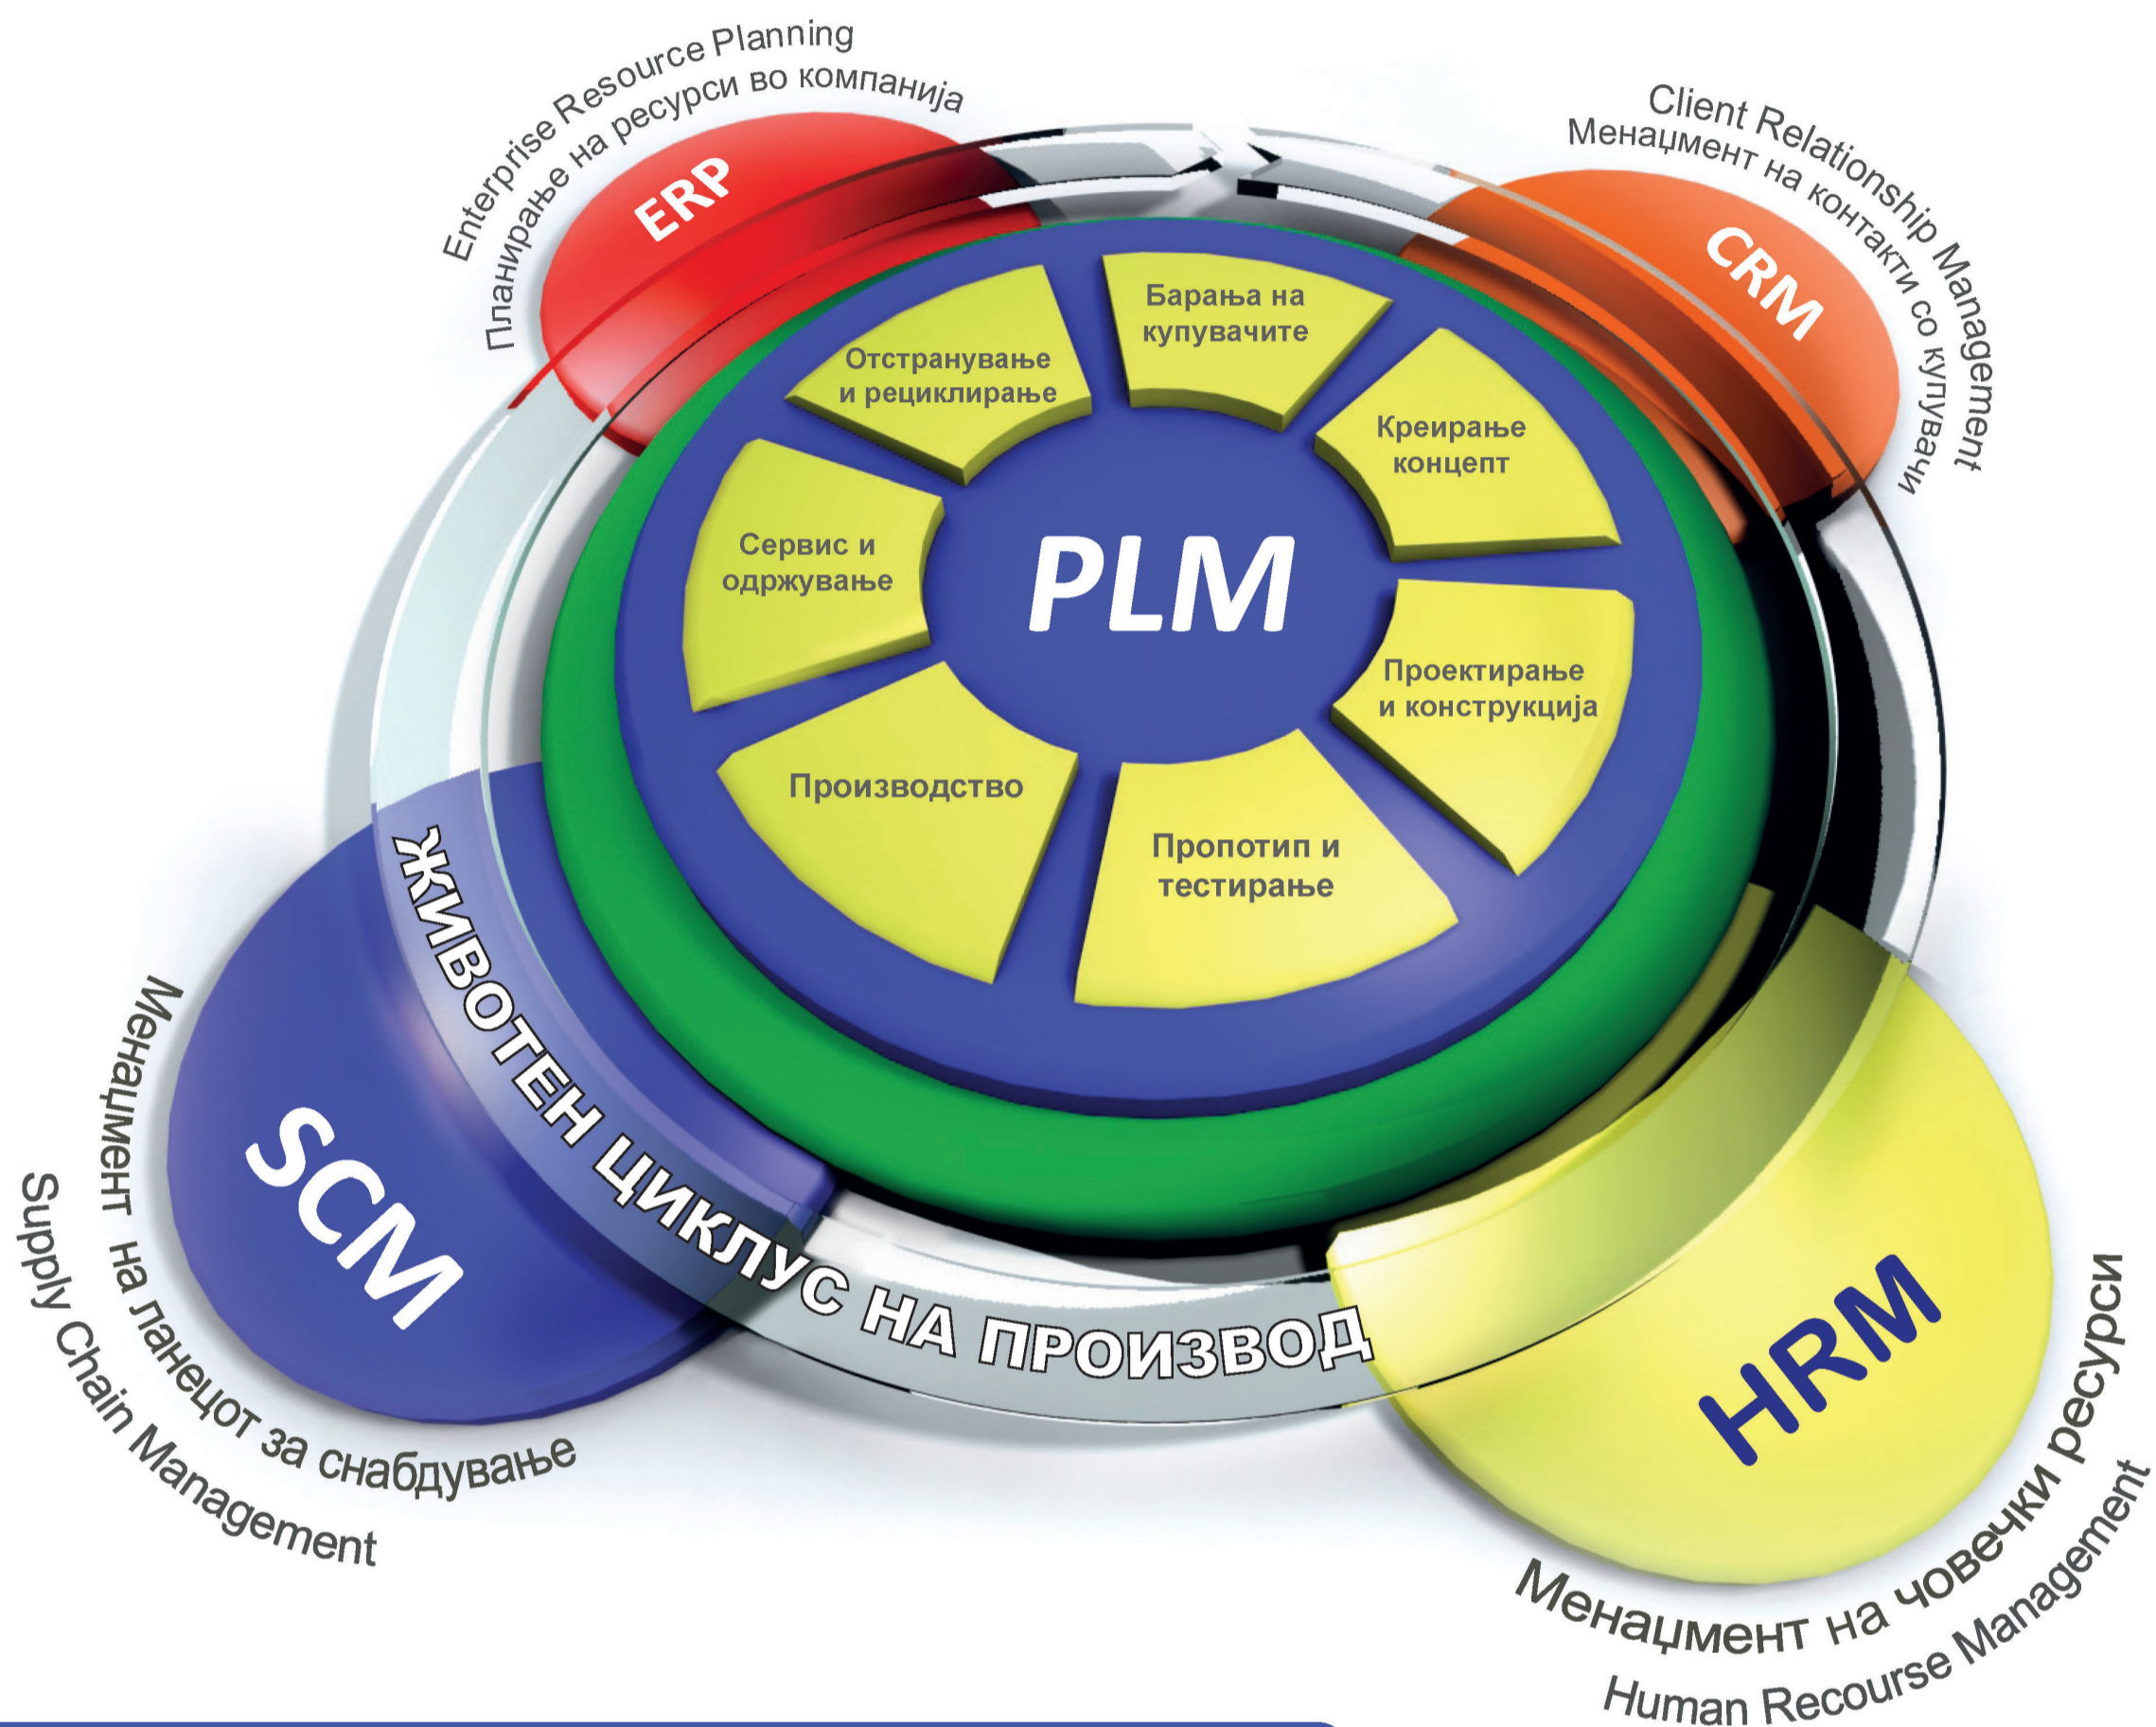 Enterprise Resource Planning
Планирање на ресурси во компанија
ERP
Client Relationship Management
Менаџмент на контакти со купувачи
CRM
Барања на
купувачите
Креирање
концепт
Проектирање
и конструкција
Пропотип и
тестирање
Производство
Сервис и
одржување
Отстранување
и рециклирање
PLM
ЖИВОТЕН ЦИКЛУС НА ПРОИЗВОД
SCM
Менаџмент на ланецот за снабдување
Supply Chain Management
HRM
Менаџмент на човечки ресурси
Human Recourse Management